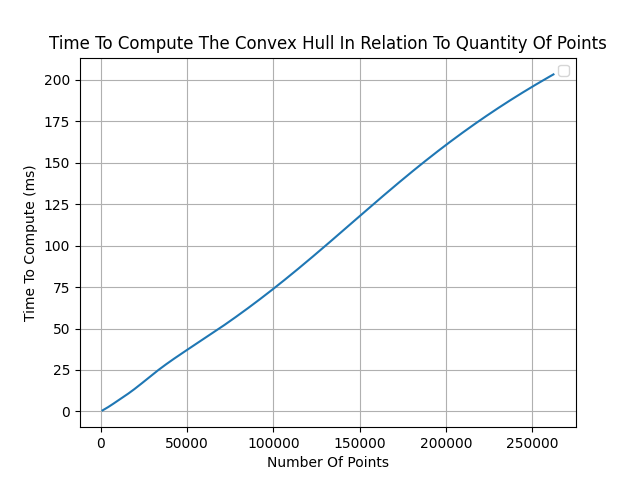 Time To Compute The Convex Hull In Relation To Quantity Of Points
200
175
150
125
100
75
50
25
0
Time To Compute (ms)
0 50000 100000 150000 200000 250000
Number Of Points